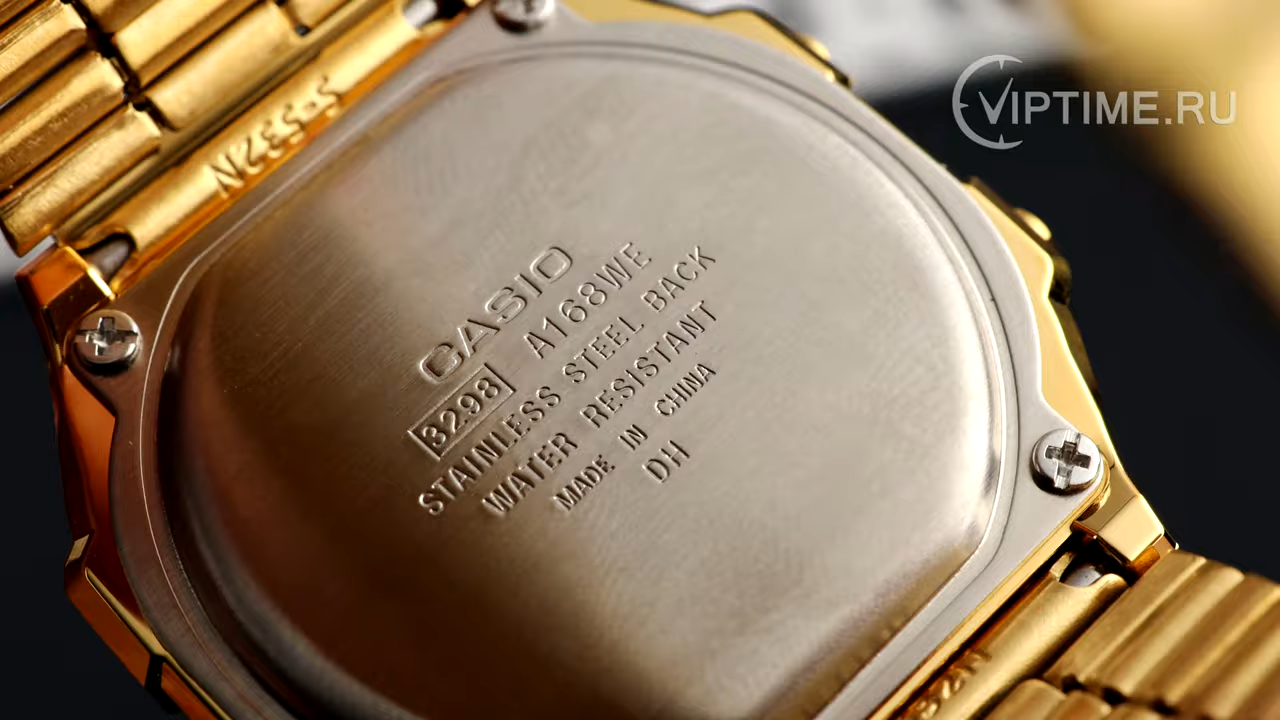 VIPTIME.RU
S-532N
CASIO
3298 A168WE
STAINLESS STEEL BACK
WATER RESISTANT
MADE IN CHINA
DH